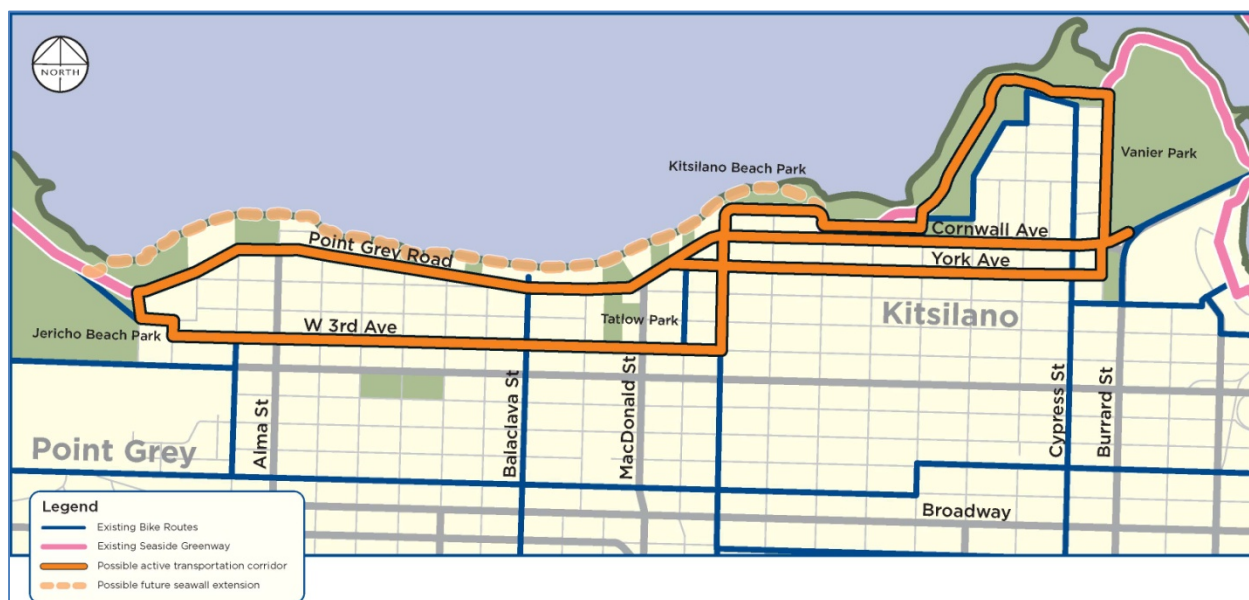 NORTH
Kitsilano Beach Park
Vanier Park
Point Grey Road
Cornwall Ave
York Ave
Jericho Beach Park
W 3rd Ave
Tatlow Park
Kitsilano
Alma St
Balaclava St
MacDonald St
Cypress St
Burrard St
Point Grey
Broadway
Legend
Existing Bike Routes
Existing Seaside Greenway
Possible active transportation corridor
Possible future seawall extension